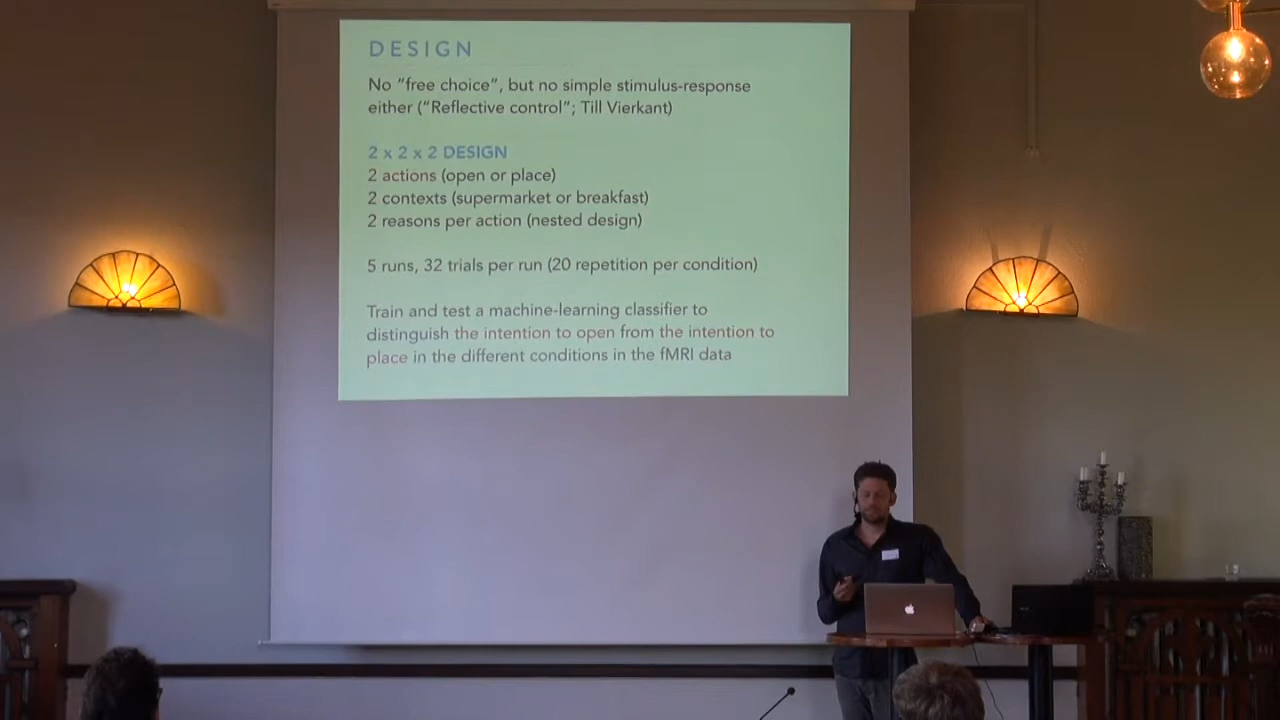 DESIGN
No “free choice”, but no simple stimulus-response
either (“Reflective control”; Till Vierkant)
2 x 2 x 2 DESIGN
2 actions (open or place)
2 contexts (supermarket or breakfast)
2 reasons per action (nested design)
5 runs, 32 trials per run (20 repetition per condition)
Train and test a machine-learning classifier to
distinguish the intention to open from the intention to
place in the different conditions in the fMRI data